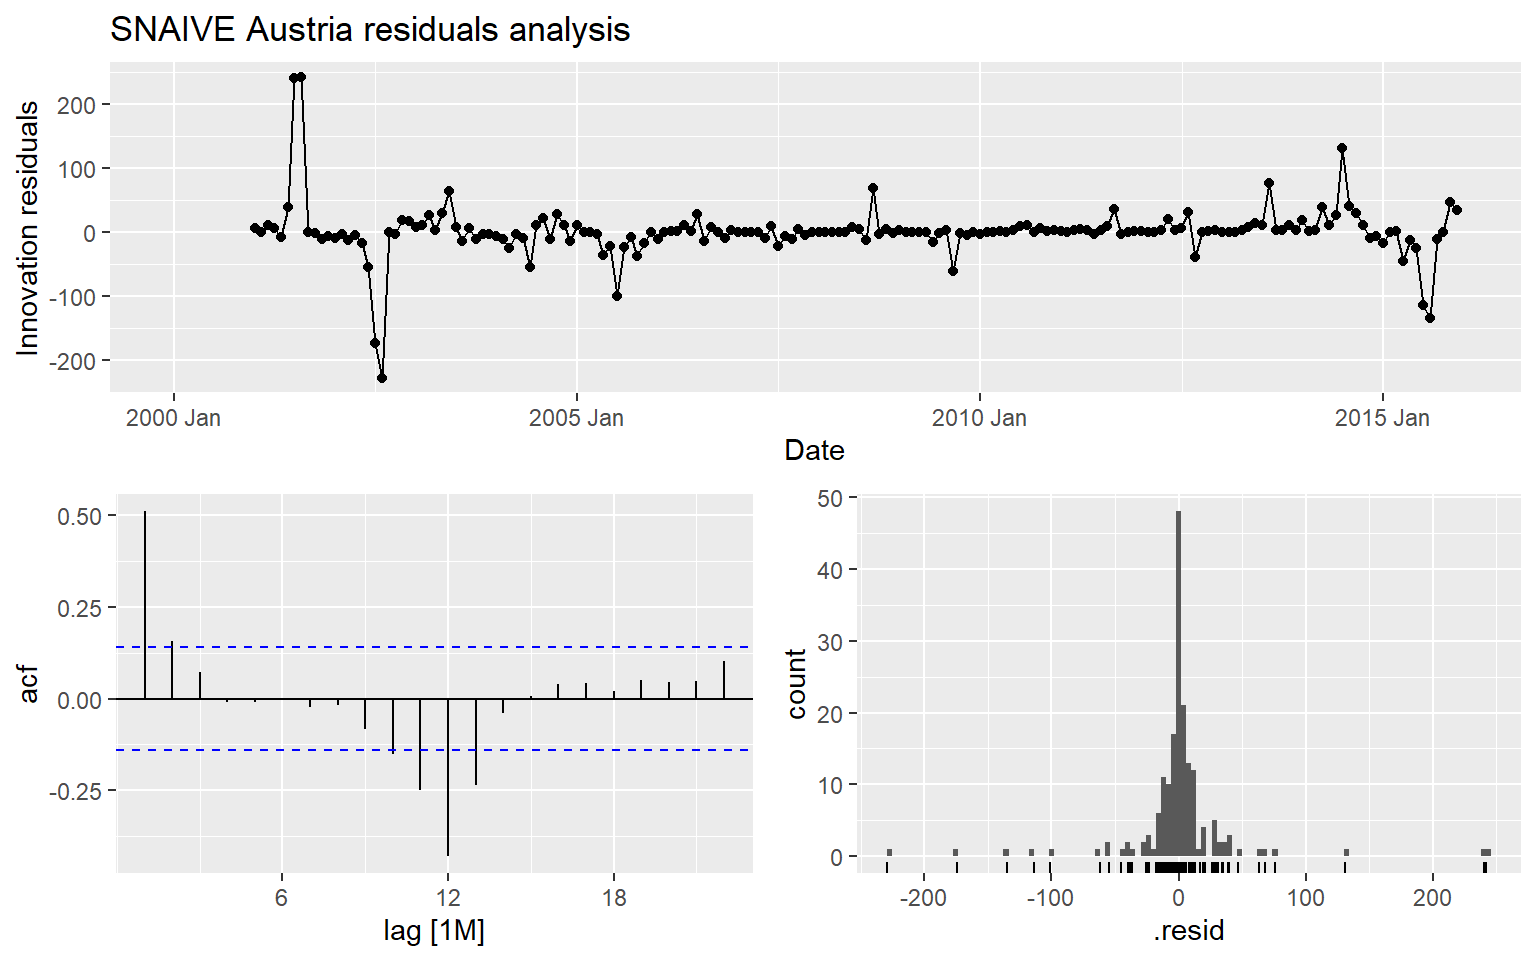 SNAIVE Austria residuals analysis
Innovation residuals
200
100
0
-100
-200
2000 Jan
2005 Jan
2010 Jan
2015 Jan
Date
acf
0.50
0.25
0.00
-0.25
6
12
18
lag [1M]
count
50
40
30
20
10
0
-200
-100
0
100
200
.resid